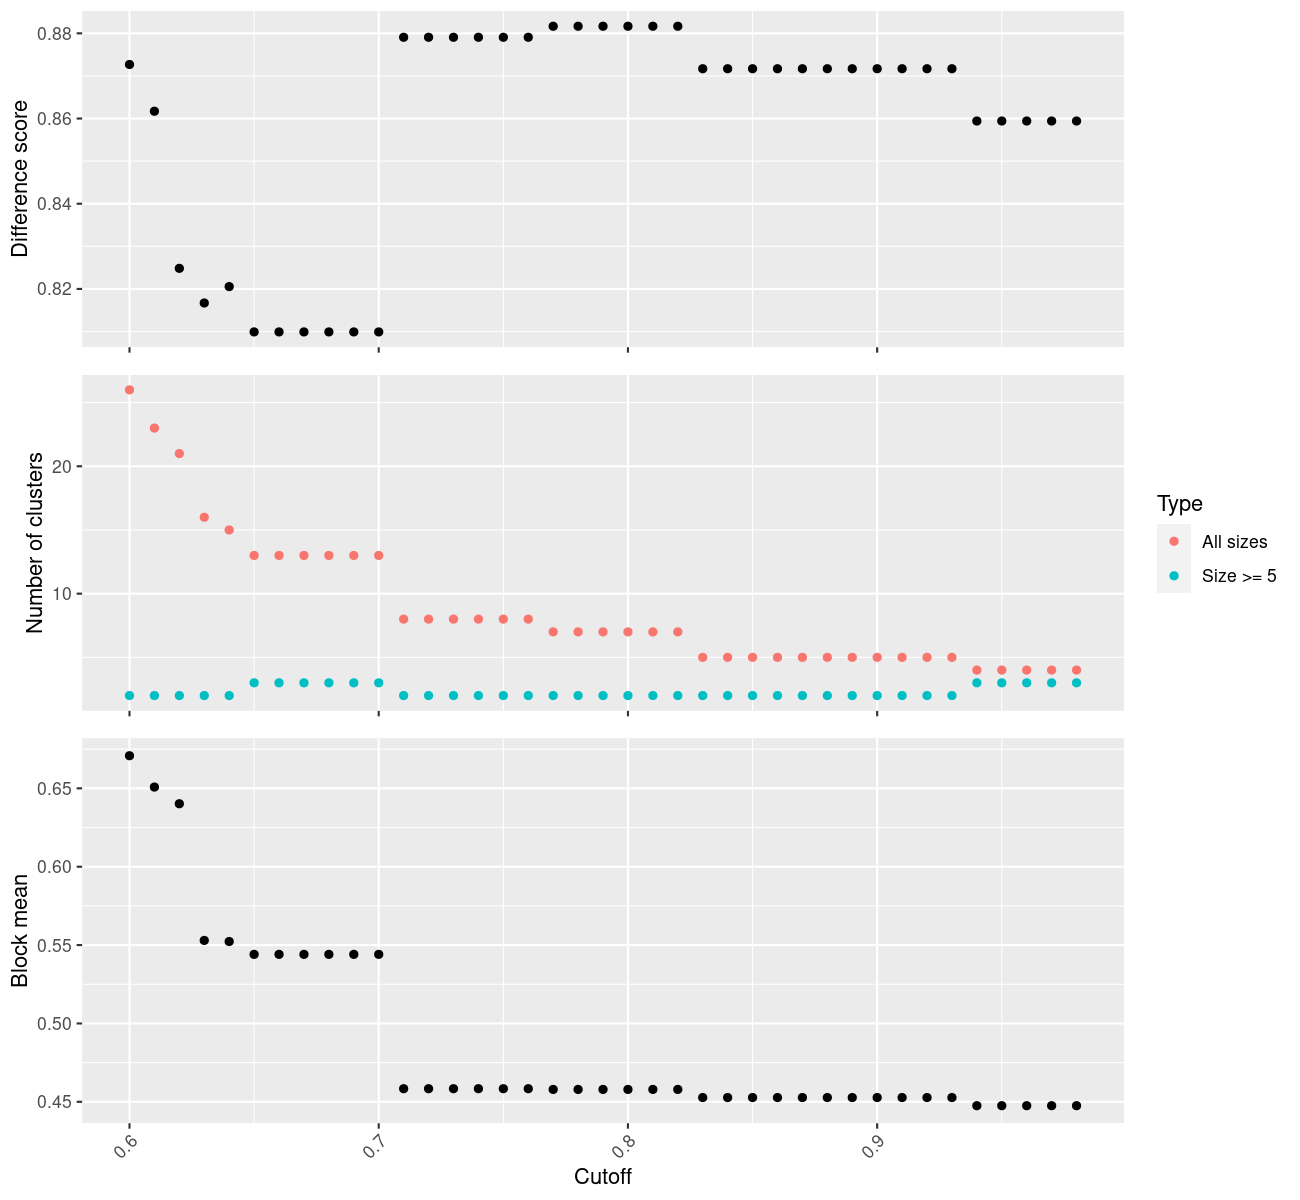 Difference score
0.88
0.86
0.84
0.82
Number of clusters
20
10
Type
All sizes
Size >= 5
Block mean
0.65
0.60
0.55
0.50
0.45
0.6
0.7
0.8
0.9
Cutoff